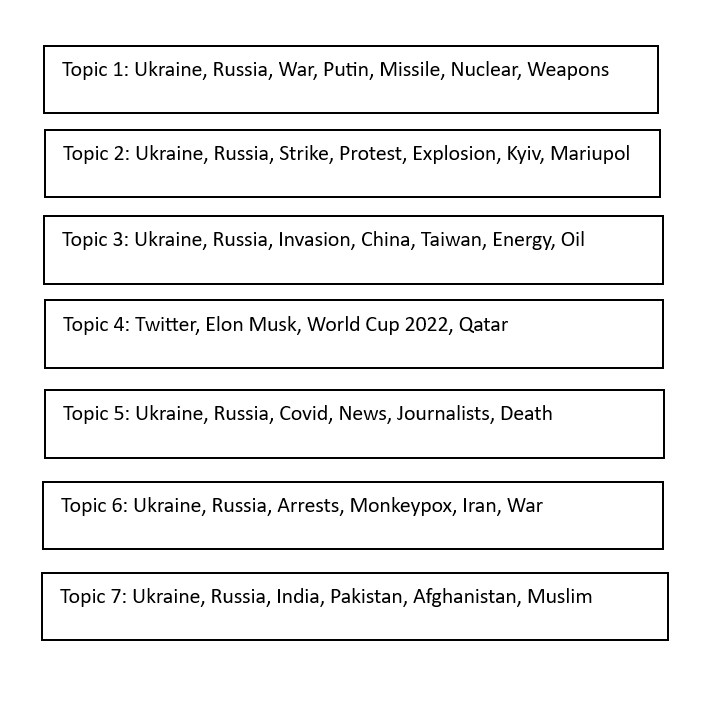 Topic 1: Ukraine, Russia, War, Putin, Missile, Nuclear, Weapons
Topic 2: Ukraine, Russia, Strike, Protest, Explosion, Kyiv, Mariupol
Topic 3: Ukraine, Russia, Invasion, China, Taiwan, Energy, Oil
Topic 4: Twitter, Elon Musk, World Cup 2022, Qatar
Topic 5: Ukraine, Russia, Covid, News, Journalists, Death
Topic 6: Ukraine, Russia, Arrests, Monkeypox, Iran, War
Topic 7: Ukraine, Russia, India, Pakistan, Afghanistan, Muslim